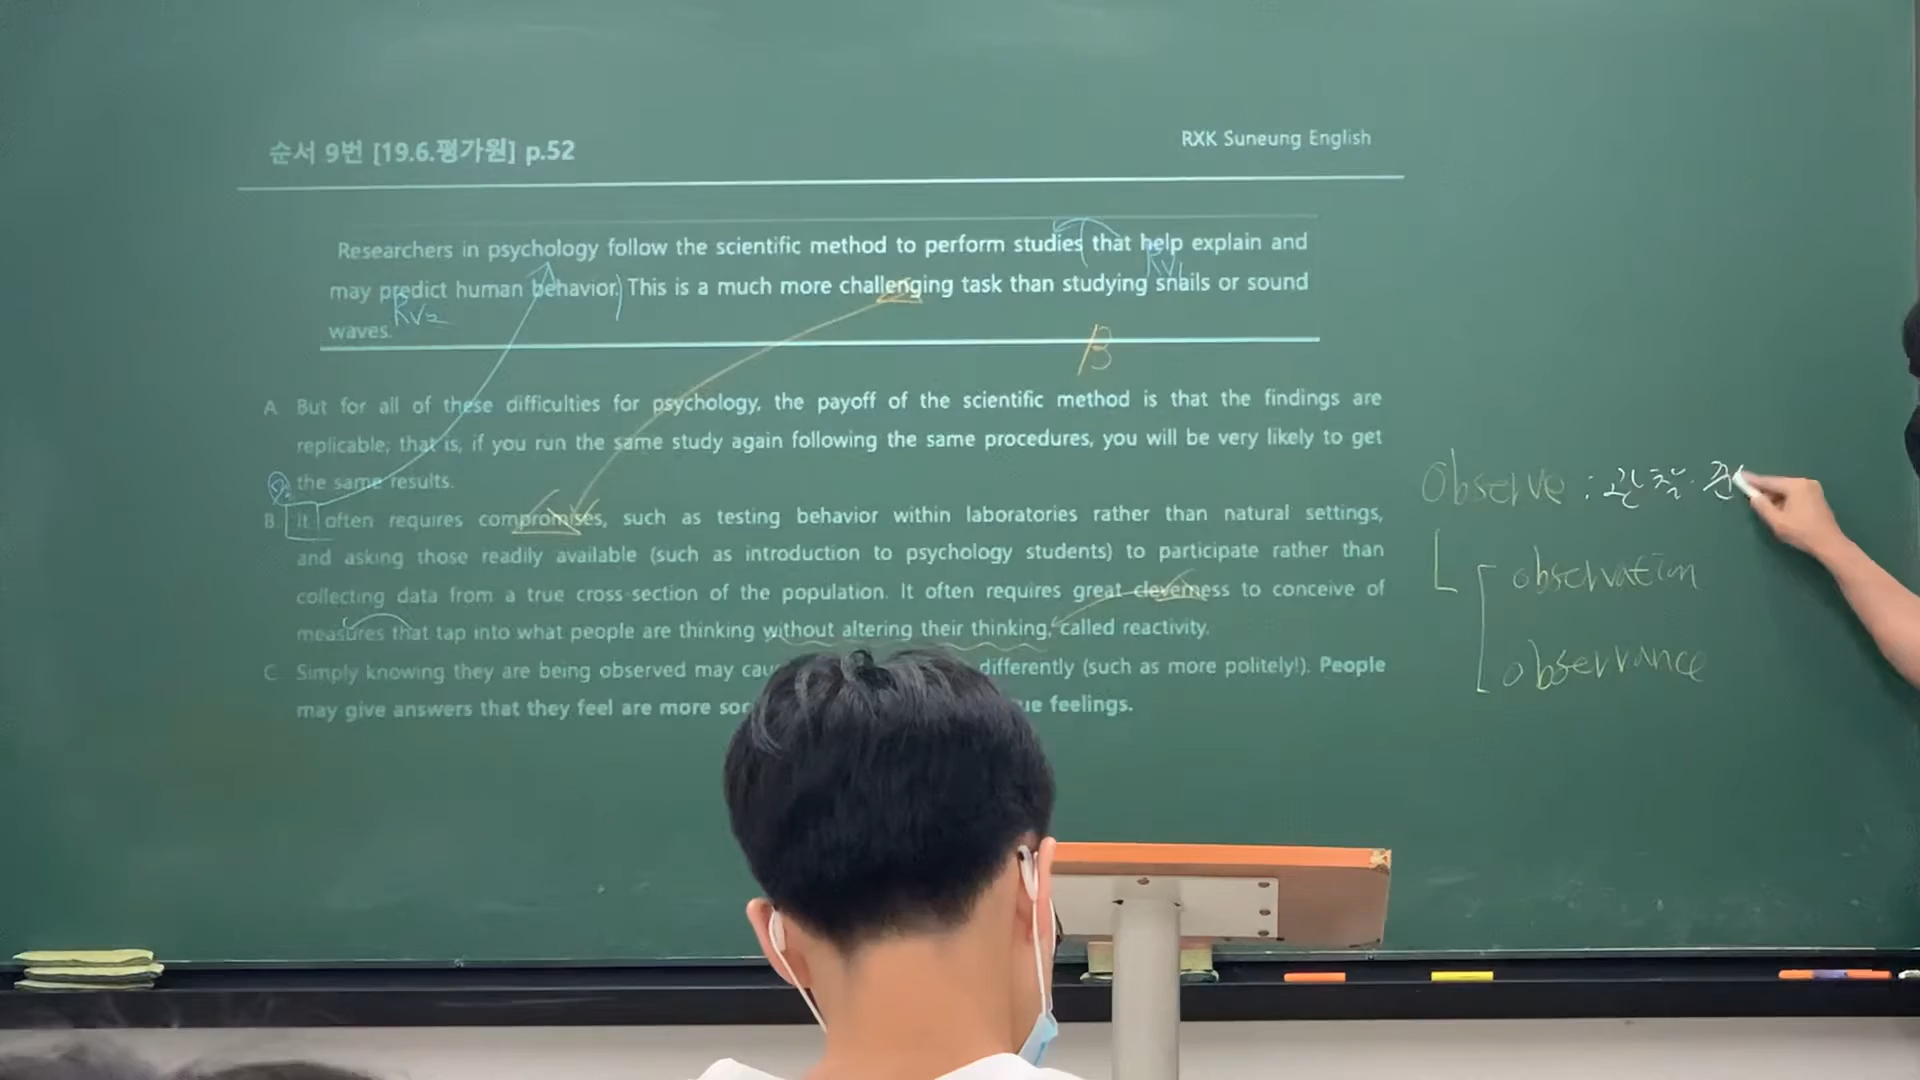 순서 9번 [19.6.평가원] p.52
RXK Suneung English
Researchers in psychology follow the scientific method to perform studies that help explain and
may predict human behavior. This is a much more challenging task than studying snails or sound
waves.
RV1
RV2
B
A But for all of these difficulties for psychology, the payoff of the scientific method is that the findings are
replicable; that is, if you run the same study again following the same procedures, you will be very likely to get
the same results.
B It often requires compromises, such as testing behavior within laboratories rather than natural settings,
and asking those readily available (such as introduction to psychology students) to participate rather than
collecting data from a true cross-section of the population. It often requires great cleverness to conceive of
measures that tap into what people are thinking without altering their thinking, called reactivity.
C Simply knowing they are being observed may differently (such as more politely!). People
may give answers that they feel are more feelings.
observe : 관찰.
observation
observance